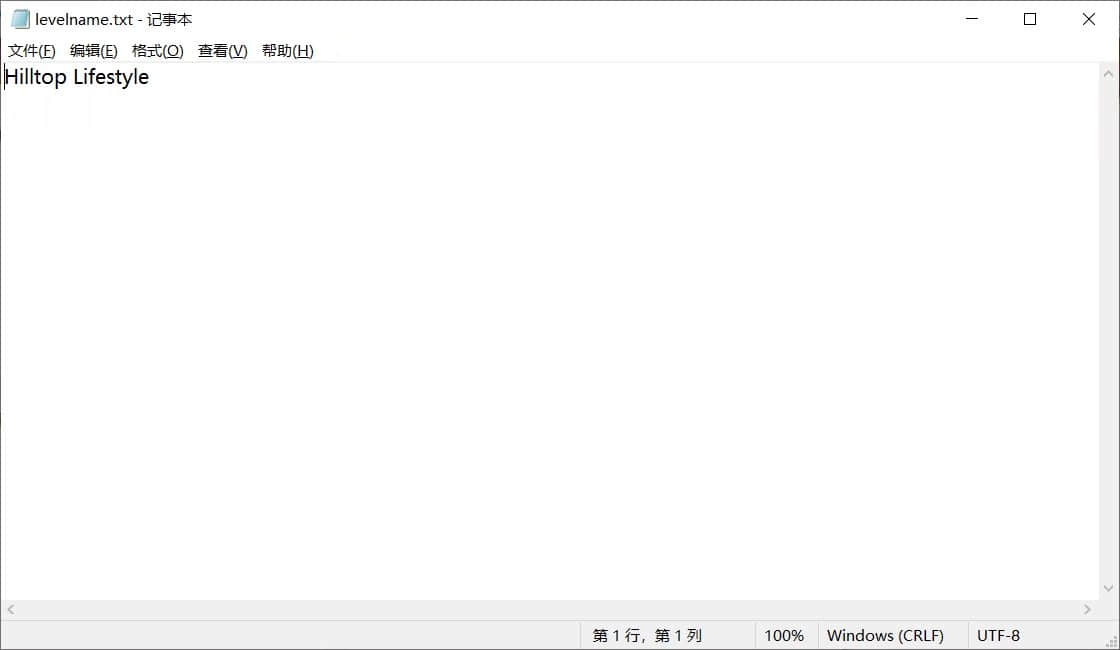 levelname.txt - 记事本
文件(F) 编辑(E) 格式(O) 查看(V) 帮助(H)
Hilltop Lifestyle
第 1 行，第 1 列 100% Windows (CRLF) UTF-8